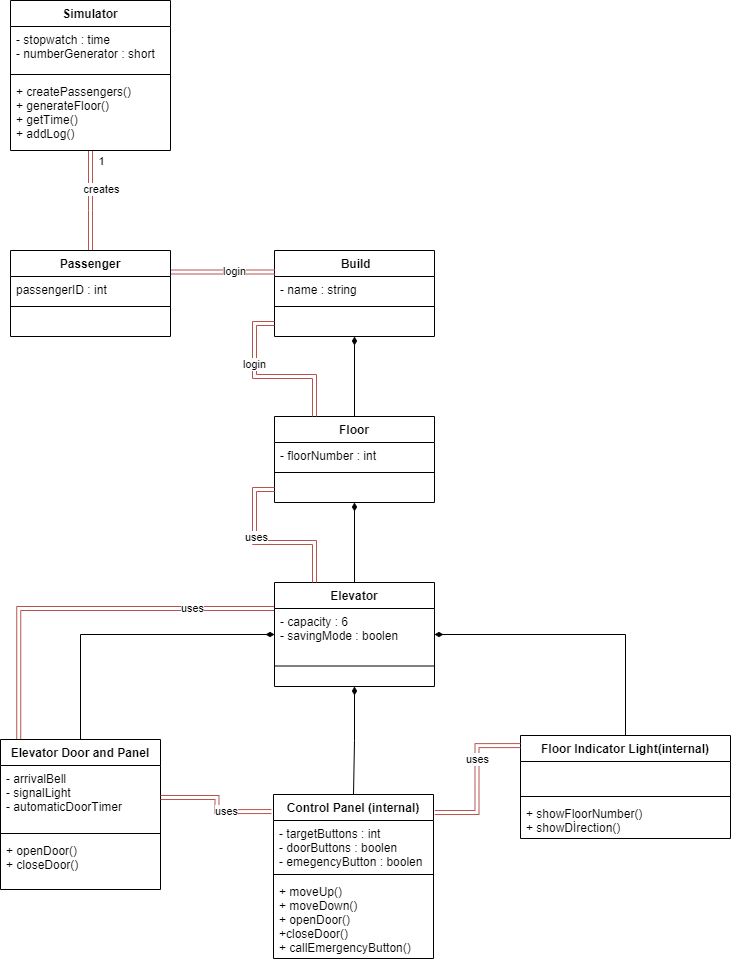 Simulator
- stopwatch : time
- numberGenerator : short
+ createPassengers()
+ generateFloor()
+ getTime()
+ addLog()
1
creates
Passenger
passengerID : int
login
Build
- name : string
login
Floor
- floorNumber : int
uses
Elevator
- capacity : 6
- savingMode : boolen
uses
Elevator Door and Panel
- arrivalBell
- signalLight
- automaticDoorTimer
+ openDoor()
+ closeDoor()
uses
Control Panel (internal)
- targetButtons : int
- doorButtons : boolen
- emegencyButton : boolen
+ moveUp()
+ moveDown()
+ openDoor()
+closeDoor()
+ callEmergencyButton()
uses
Floor Indicator Light(internal)
+ showFloorNumber()
+ showDİrection()